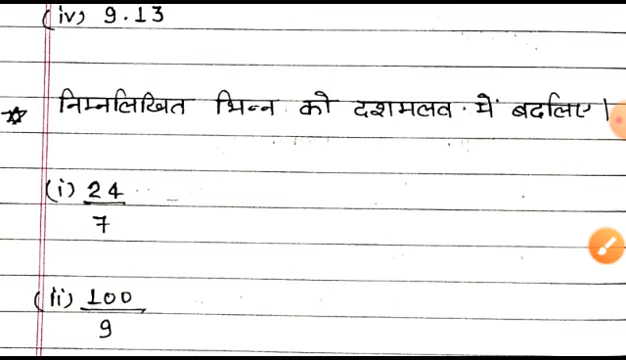 (iv) 9.13
☆ निम्नलिखित भिन्न को दशमलव में बदलिए।
(i) 24
7
(ii) 100
9